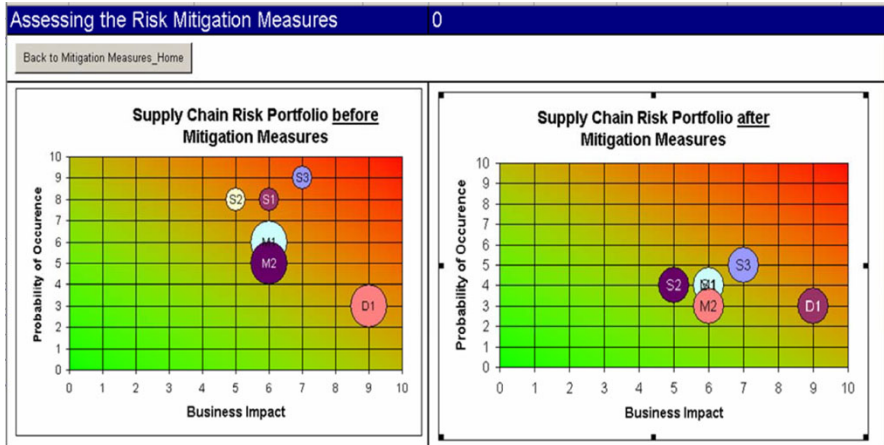 Assessing the Risk Mitigation Measures 0
Back to Mitigation Measures_Home
Supply Chain Risk Portfolio before
Mitigation Measures
10
9
8
7
6
5
4
3
2
1
0
Probability of Occurence
S3
S2 S1
M1
M2
D1
0 1 2 3 4 5 6 7 8 9 10
Business Impact
Supply Chain Risk Portfolio after
Mitigation Measures
10
9
8
7
6
5
4
3
2
1
0
Probability of Occurence
S3
S2
M2 D1
0 1 2 3 4 5 6 7 8 9 10
Business Impact